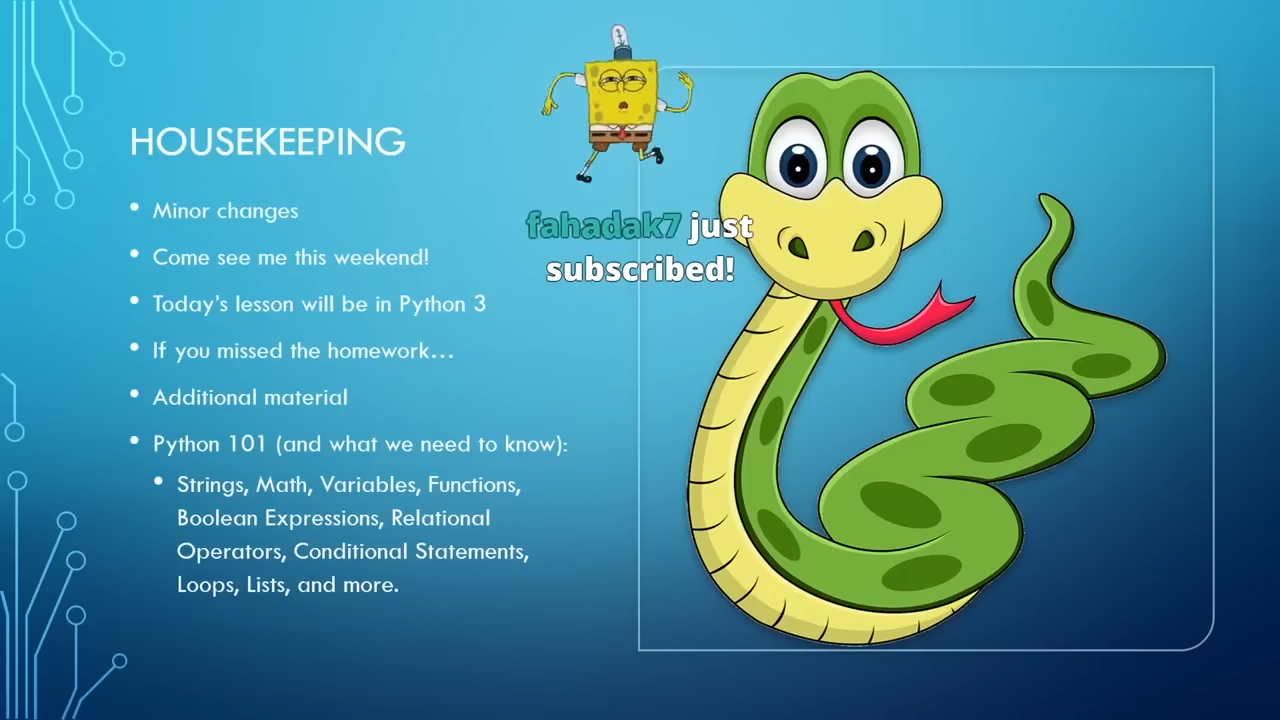 HOUSEKEEPING
• Minor changes
• Come see me this weekend!
• Today's lesson will be in Python 3
• If you missed the homework…
• Additional material
• Python 101 (and what we need to know):
• Strings, Math, Variables, Functions,
Boolean Expressions, Relational
Operators, Conditional Statements,
Loops, Lists, and more.
fahadak7 just
subscribed!